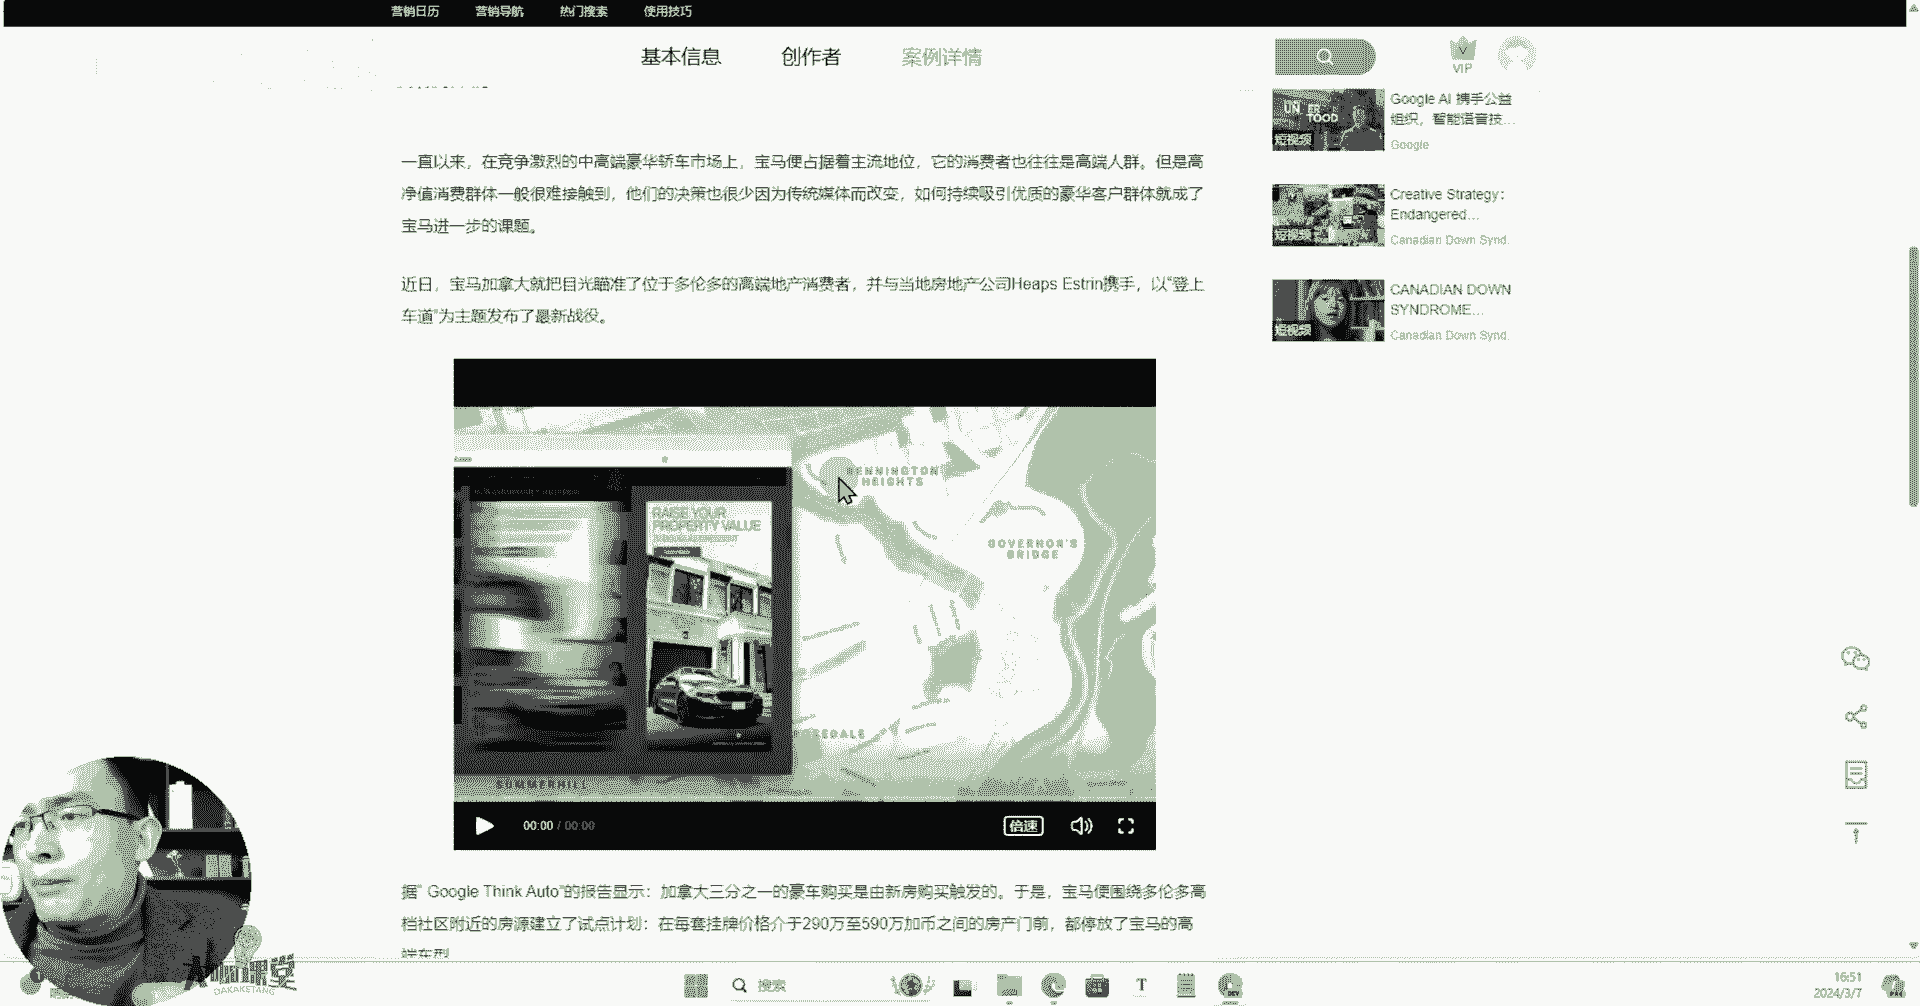 营销日历 营销导航 热门搜索 使用技巧
基本信息 创作者 案例详情
VIP
一直以来，在竞争激烈的中高端豪华轿车市场上，宝马便占据着主流地位，它的消费者也往往是高端人群。但是高
净值消费群体一般很难接触到，他们的决策也很少因为传统媒体而改变，如何持续吸引优质的豪华客户群体就成了
宝马进一步的课题。
近日，宝马加拿大就把目光瞄准了位于多伦多的高端地产消费者，并与当地房地产公司Heaps Estrin携手，以“登上
车道”为主题发布了最新战役。
RAISE YOUR
PROPERTY VALUE
BENNINGTON
HEIGHTS
GOVERNOR'S
BRIDGE
ROSEDALE
SUMMERHILL
00:00 / 00:00
倍速
据“ Google Think Auto”的报告显示：加拿大三分之一的豪车购买是由新房购买触发的。于是，宝马便围绕多伦多高
档社区附近的房源建立了试点计划：在每套挂牌价格介于290万至590万加币之间的房产门前，都停放了宝马的高
端车型
短视频
Google AI 携手公益
组织，智能语音技...
Google
短视频
Creative Strategy：
Endangered...
Canadian Down Synd.
短视频
CANADIAN DOWN
SYNDROME...
Canadian Down Synd.
大咖课堂
DAKAKETANG
搜索
16:51
2024/3/7